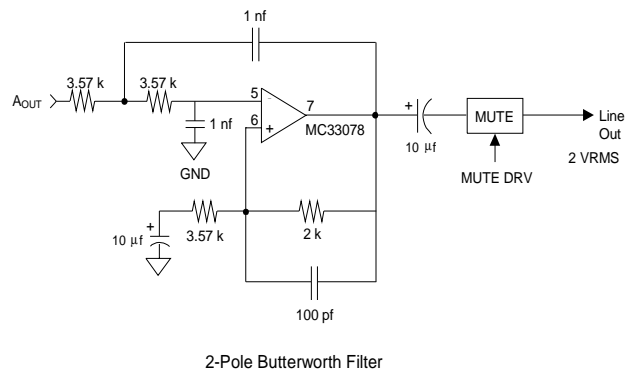 1 nf
3.57 k
3.57 k
AOUT
5
-
7
1 nf
6
+
MC33078
GND
+
10 µf
MUTE
Line
Out
2 VRMS
MUTE DRV
+
10 µf
3.57 k
2 k
100 pf
2-Pole Butterworth Filter